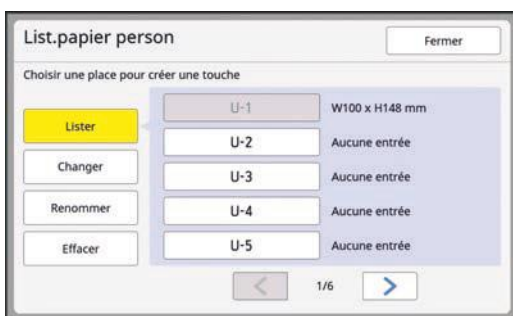 List.papier person
Fermer
Choisir une place pour créer une touche
Lister
Changer
Renommer
Effacer
U-1 W100 x H148 mm
U-2 Aucune entrée
U-3 Aucune entrée
U-4 Aucune entrée
U-5 Aucune entrée
1/6